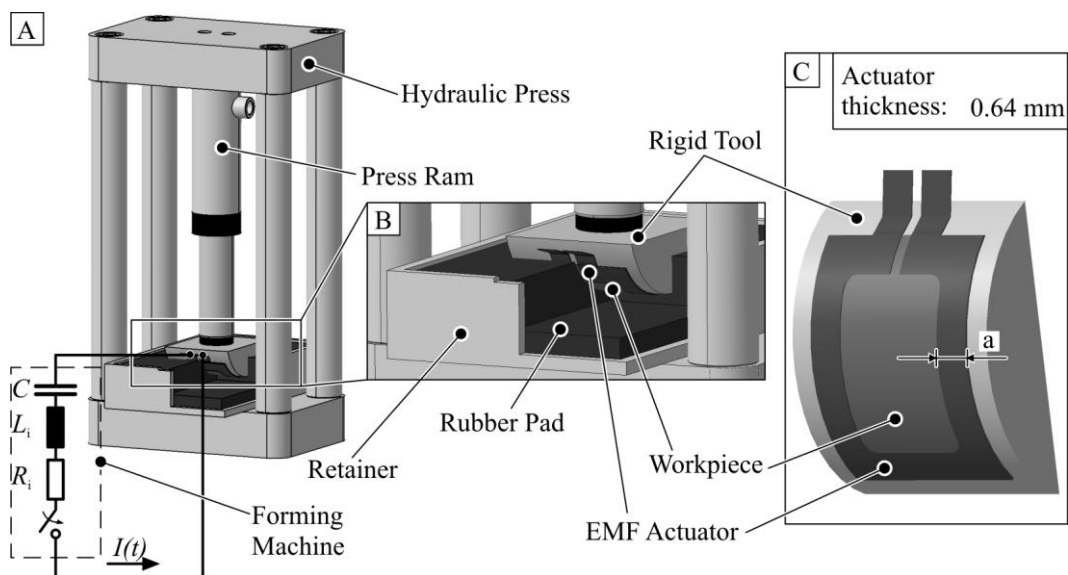 A
Hydraulic Press
Press Ram
B
Rigid Tool
C
Actuator
thickness: 0.64 mm
a
C
Lᵢ
Rᵢ
I(t)
Forming
Machine
Retainer
Rubber Pad
Workpiece
EMF Actuator